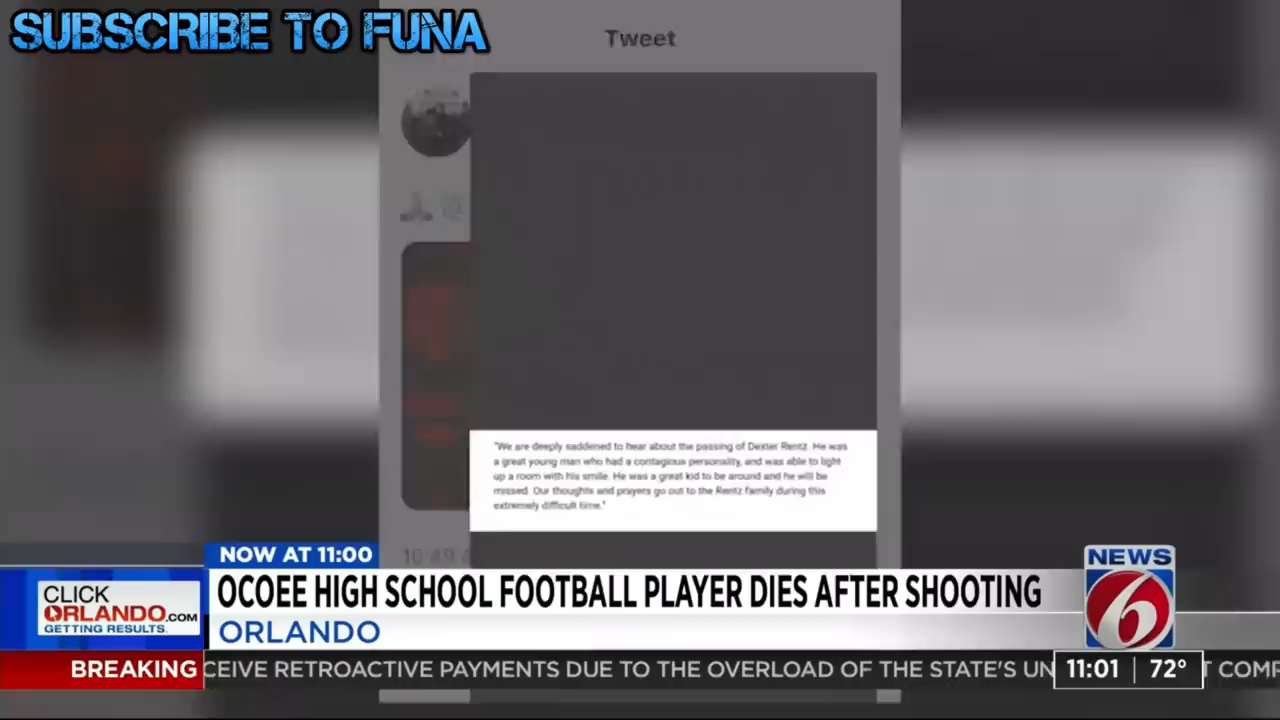 SUBSCRIBE TO FUNA
Tweet
"We are deeply saddened to hear about the passing of Dexter Rentz. He was
a great young man who had a contagious personality, and was able to light
up a room with his smile. He was a great kid to be around and he will be
missed. Our thoughts and prayers go out to the Rentz family during this
extremely difficult time."
10:49
NOW AT 11:00
OCOEE HIGH SCHOOL FOOTBALL PLAYER DIES AFTER SHOOTING
ORLANDO
CLICK
ORLANDO.COM
GETTING RESULTS.
NEWS
6
BREAKING
CEIVE RETROACTIVE PAYMENTS DUE TO THE OVERLOAD OF THE STATE'S UN
11:01
72°
T COMP